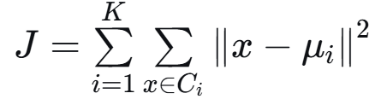 J = \sum_{i=1}^{K} \sum_{x \in C_i} \|x - \mu_i\|^2